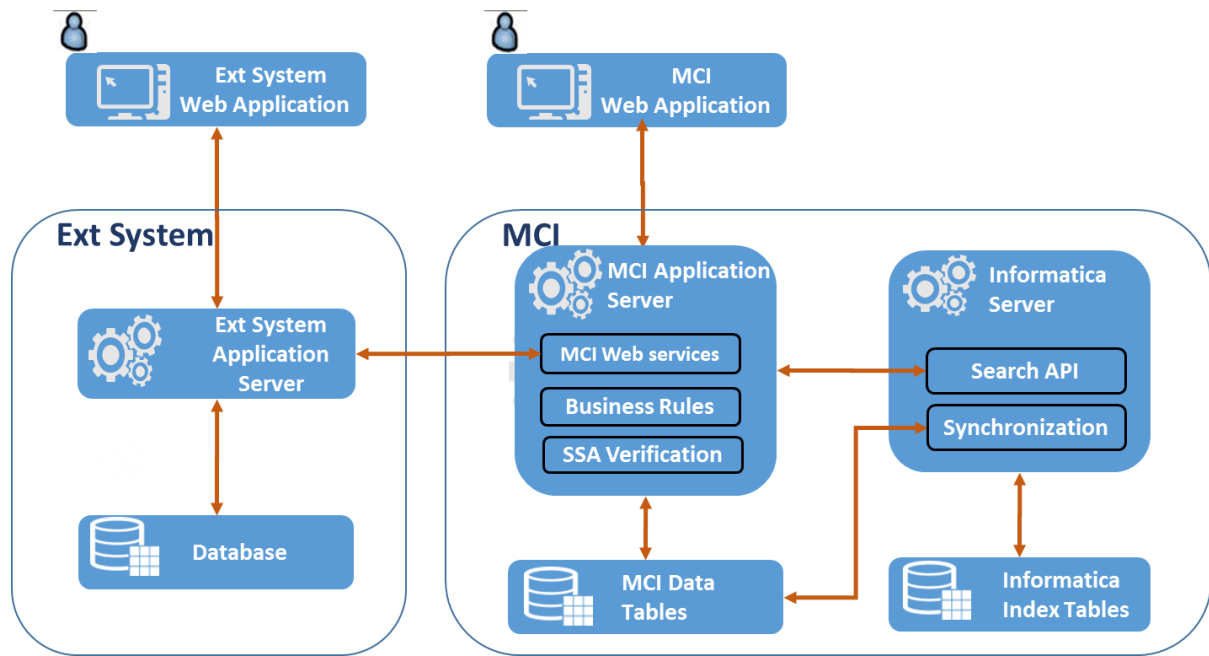 Ext System
Web Application
MCI
Web Application
Ext System
MCI
Ext System
Application
Server
MCI Application
Server
MCI Web services
Business Rules
SSA Verification
Informatica
Server
Search API
Synchronization
Database
MCI Data
Tables
Informatica
Index Tables